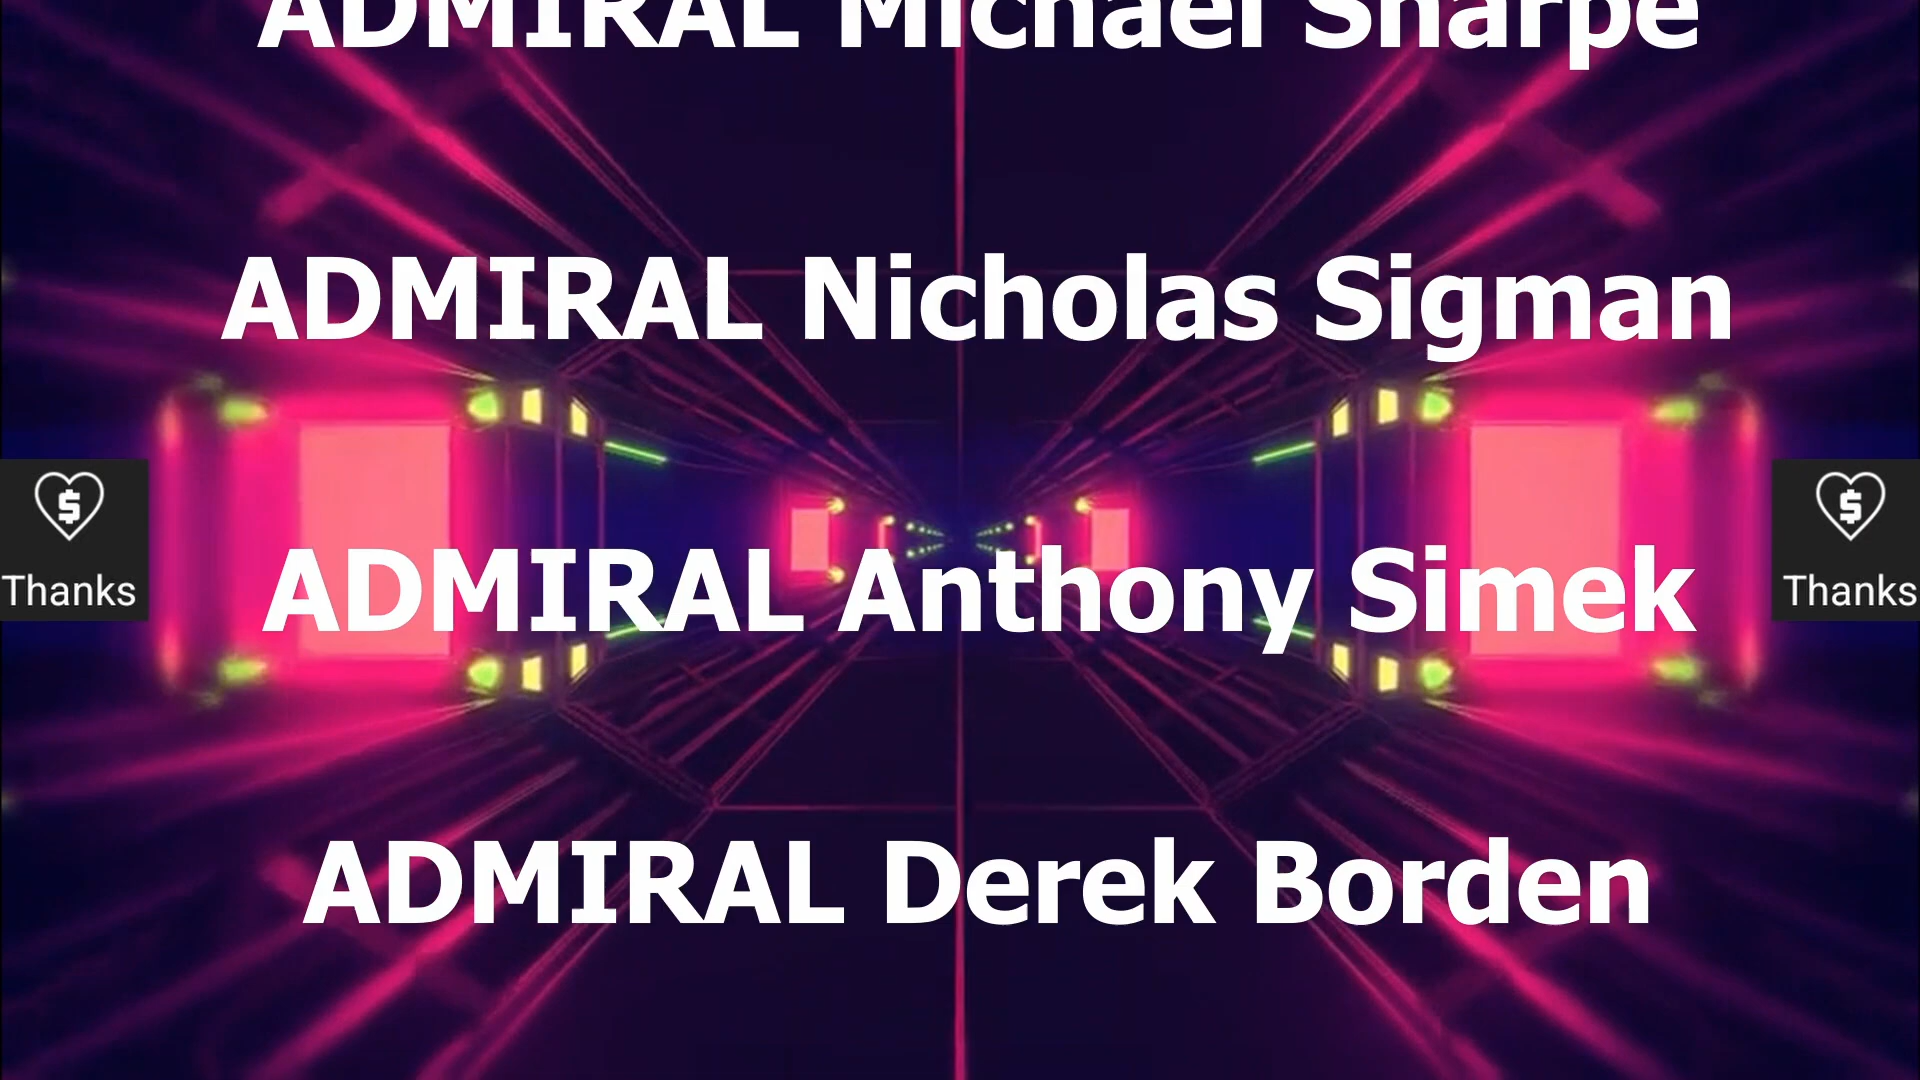 ADMIRAL Michael Sharpe
ADMIRAL Nicholas Sigman
$ $
Thanks Thanks
ADMIRAL Anthony Simek
ADMIRAL Derek Borden